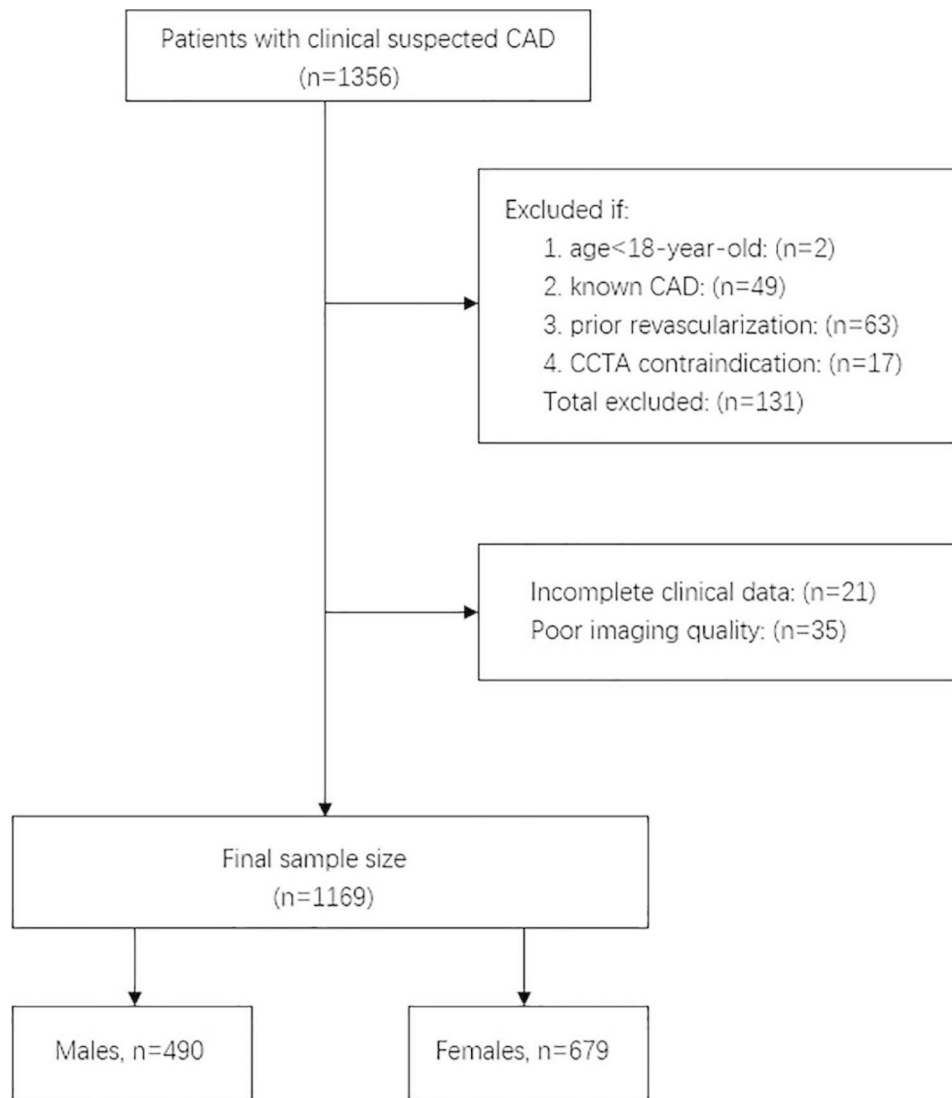 Patients with clinical suspected CAD
(n=1356)
Excluded if:
1. age<18-year-old: (n=2)
2. known CAD: (n=49)
3. prior revascularization: (n=63)
4. CCTA contraindication: (n=17)
Total excluded: (n=131)
Incomplete clinical data: (n=21)
Poor imaging quality: (n=35)
Final sample size
(n=1169)
Males, n=490
Females, n=679